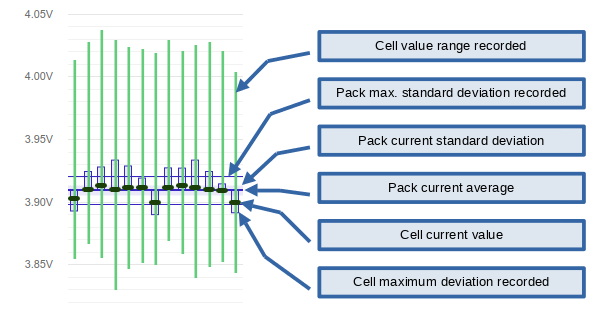 4.05V
Cell value range recorded
4.00V
Pack max. standard deviation recorded
3.95V
Pack current standard deviation
Pack current average
3.90V
Cell current value
3.85V
Cell maximum deviation recorded